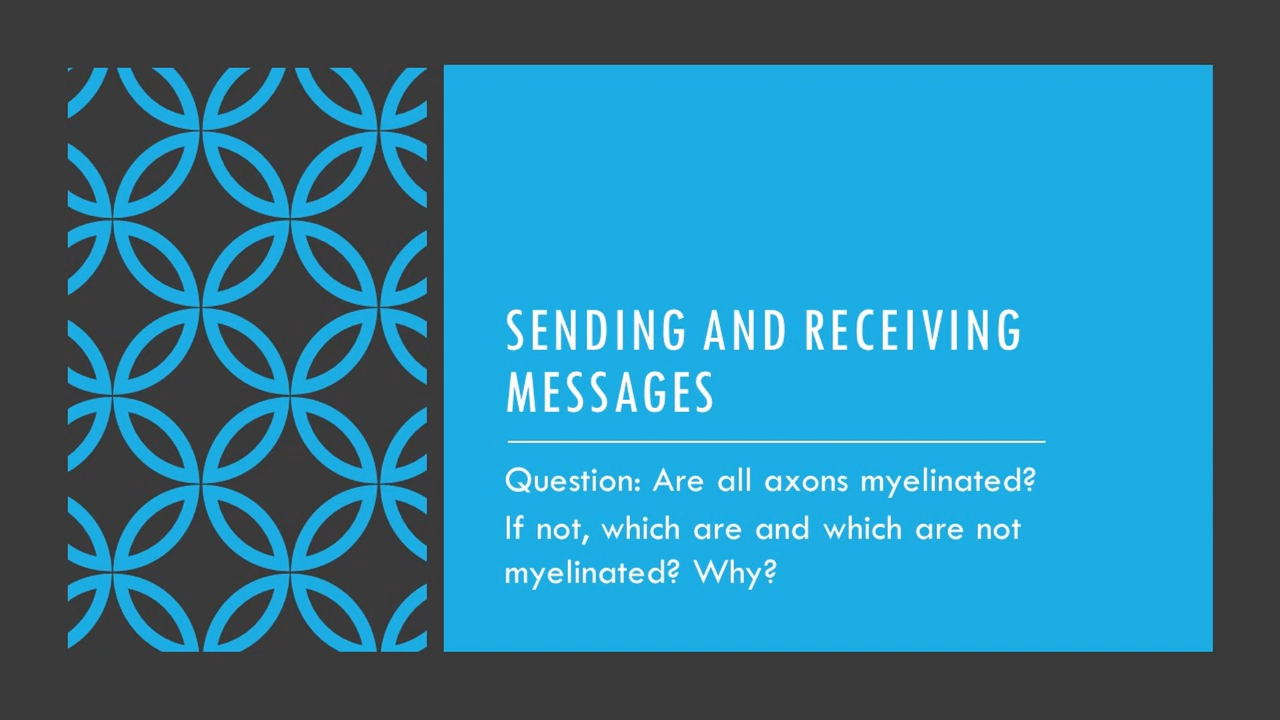 SENDING AND RECEIVING
MESSAGES
Question: Are all axons myelinated?
If not, which are and which are not
myelinated? Why?